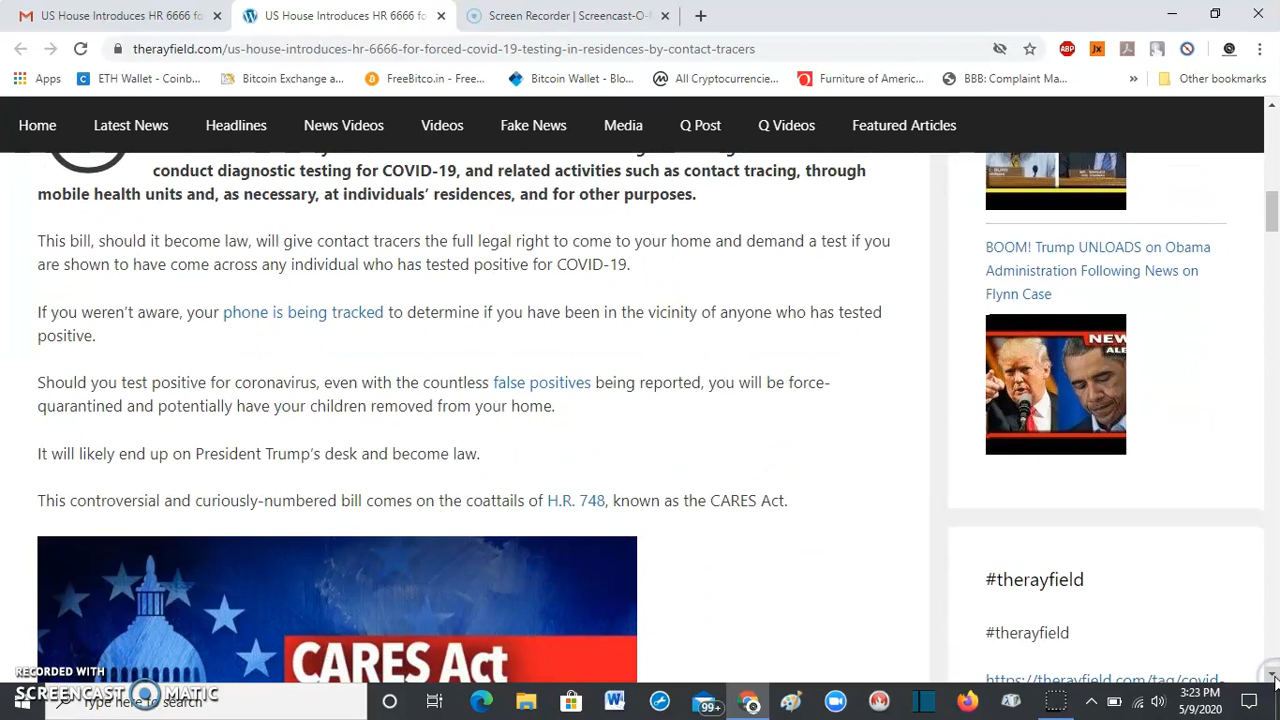 US House Introduces HR 6666 f
US House Introduces HR 6666 for
Screen Recorder | Screencast-O-
therayfield.com/us-house-introduces-hr-6666-for-forced-covid-19-testing-in-residences-by-contact-tracers
ABP
Apps
ETH Wallet - Coinb...
Bitcoin Exchange a...
FreeBitco.in - Free...
Bitcoin Wallet - Blo...
All Cryptocurrencie...
Furniture of Americ...
BBB: Complaint Ma...
»
Other bookmarks
Home
Latest News
Headlines
News Videos
Videos
Fake News
Media
Q Post
Q Videos
Featured Articles
conduct diagnostic testing for COVID-19, and related activities such as contact tracing, through
mobile health units and, as necessary, at individuals’ residences, and for other purposes.
This bill, should it become law, will give contact tracers the full legal right to come to your home and demand a test if you
are shown to have come across any individual who has tested positive for COVID-19.
If you weren’t aware, your phone is being tracked to determine if you have been in the vicinity of anyone who has tested
positive.
Should you test positive for coronavirus, even with the countless false positives being reported, you will be force-
quarantined and potentially have your children removed from your home.
It will likely end up on President Trump’s desk and become law.
This controversial and curiously-numbered bill comes on the coattails of H.R. 748, known as the CARES Act.
CARES Act
BOOM! Trump UNLOADS on Obama
Administration Following News on
Flynn Case
NEW
ALE
#therayfield
#therayfield
https://therayfield.com/tag/covid-
RECORDED WITH
SCREENCAST MATIC
Type here to search
99+
3:23 PM
5/9/2020